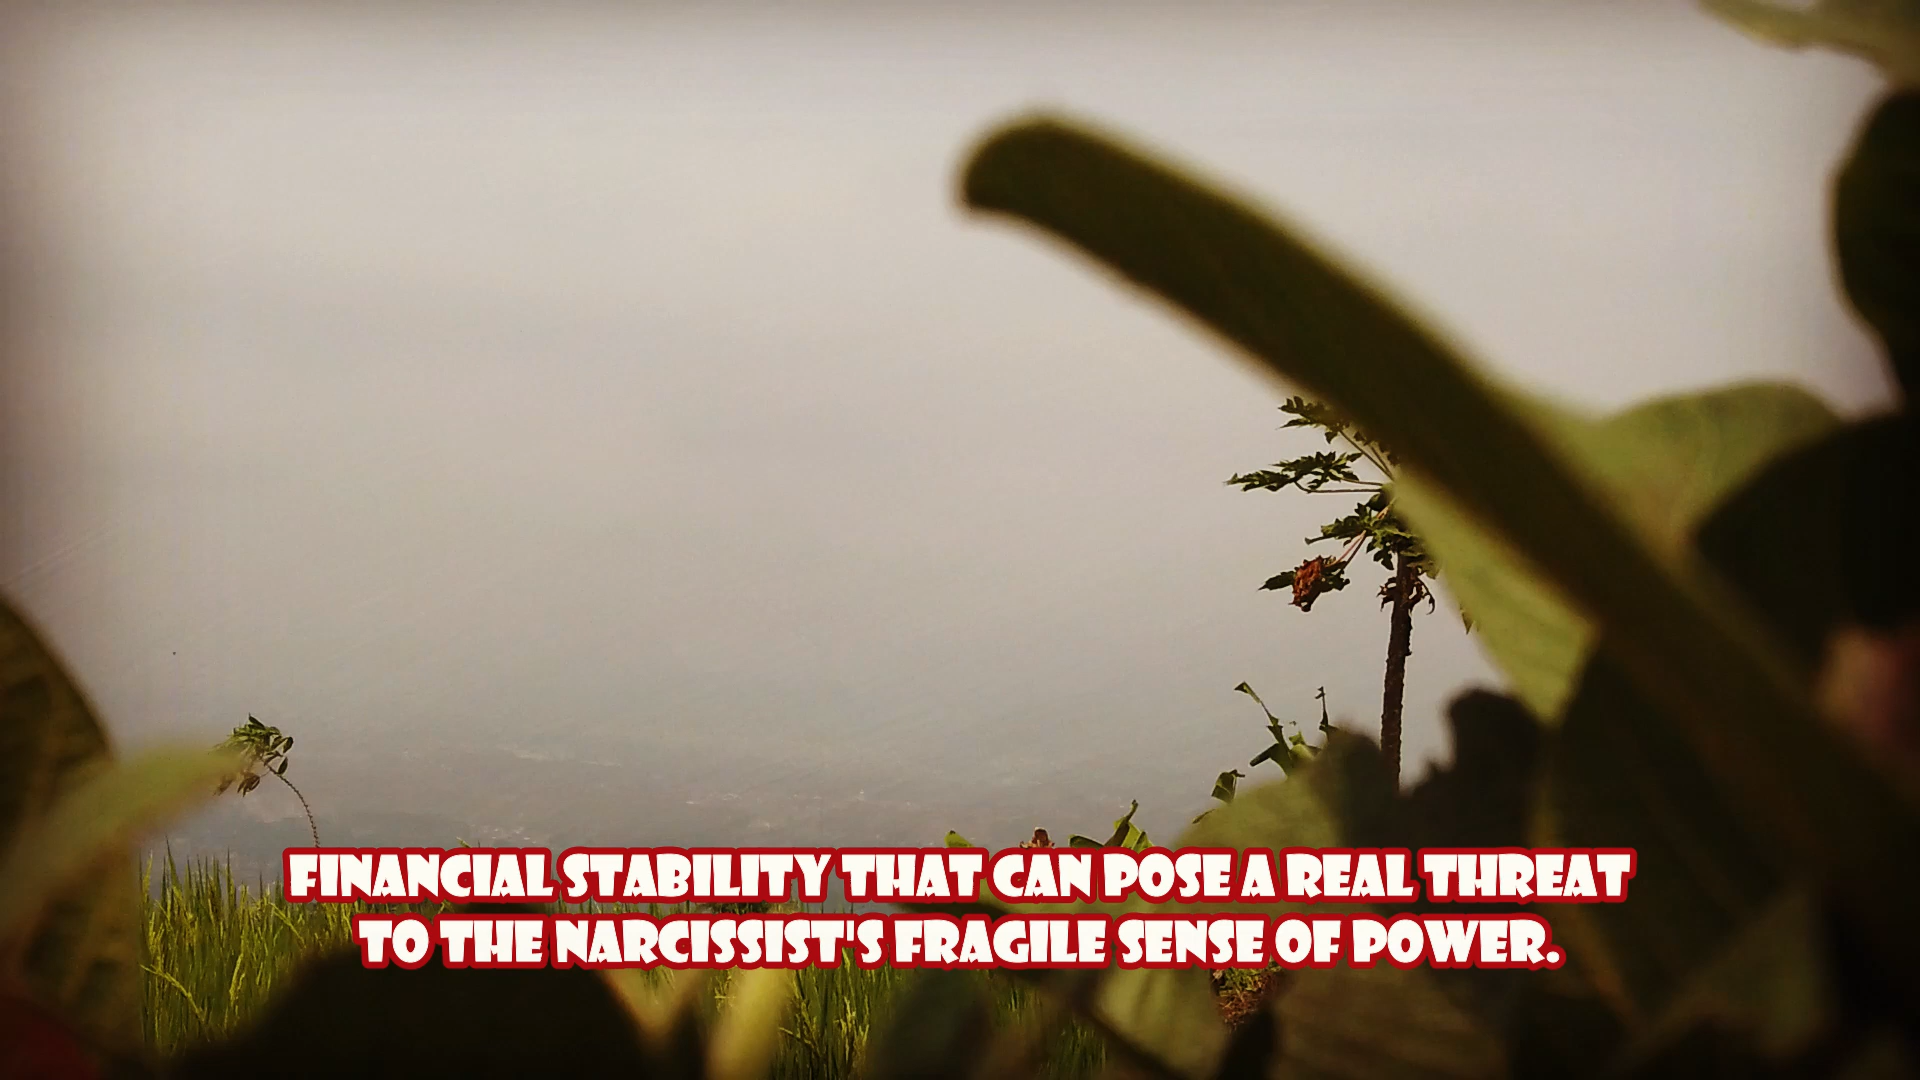 FINANCIAL STABILITY THAT CAN POSE A REAL THREAT
TO THE NARCISSIST'S FRAGILE SENSE OF POWER.